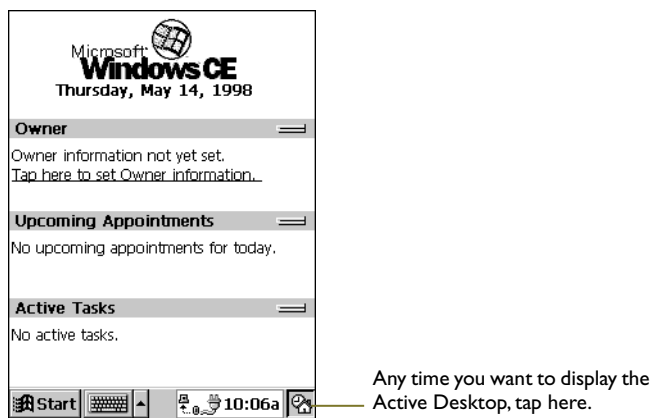 Microsoft
Windows CE
Thursday, May 14, 1998
Owner
Owner information not yet set.
Tap here to set Owner information.
Upcoming Appointments
No upcoming appointments for today.
Active Tasks
No active tasks.
Start 10:06a
Any time you want to display the
Active Desktop, tap here.